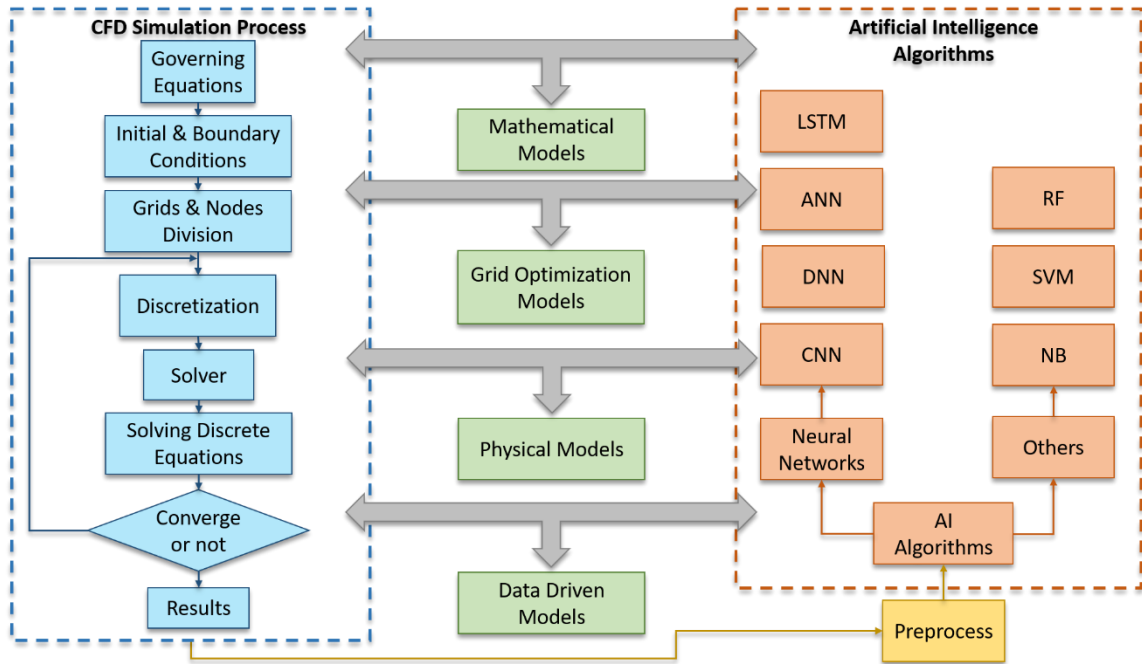 CFD Simulation Process
Governing
Equations
Initial & Boundary
Conditions
Grids & Nodes
Division
Discretization
Solver
Solving Discrete
Equations
Converge
or not
Results
Mathematical
Models
Grid Optimization
Models
Physical Models
Data Driven
Models
Artificial Intelligence
Algorithms
LSTM
ANN
RF
DNN
SVM
CNN
NB
Neural
Networks
Others
AI
Algorithms
Preprocess